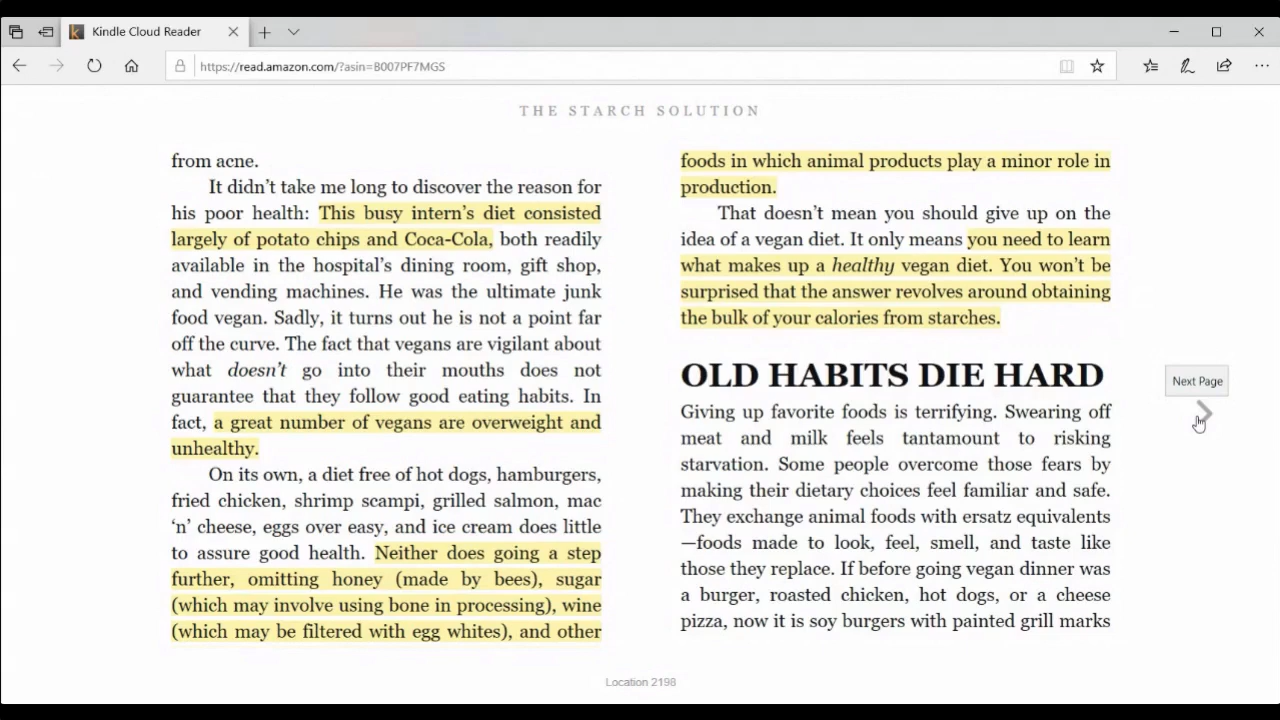 Kindle Cloud Reader
https://read.amazon.com/?asin=B007PF7MGS
THE STARCH SOLUTION
from acne.
It didn't take me long to discover the reason for
his poor health: This busy intern's diet consisted
largely of potato chips and Coca-Cola, both readily
available in the hospital's dining room, gift shop,
and vending machines. He was the ultimate junk
food vegan. Sadly, it turns out he is not a point far
off the curve. The fact that vegans are vigilant about
what doesn't go into their mouths does not
guarantee that they follow good eating habits. In
fact, a great number of vegans are overweight and
unhealthy.
On its own, a diet free of hot dogs, hamburgers,
fried chicken, shrimp scampi, grilled salmon, mac
'n' cheese, eggs over easy, and ice cream does little
to assure good health. Neither does going a step
further, omitting honey (made by bees), sugar
(which may involve using bone in processing), wine
(which may be filtered with egg whites), and other
foods in which animal products play a minor role in
production.
That doesn't mean you should give up on the
idea of a vegan diet. It only means you need to learn
what makes up a healthy vegan diet. You won't be
surprised that the answer revolves around obtaining
the bulk of your calories from starches.
OLD HABITS DIE HARD
Giving up favorite foods is terrifying. Swearing off
meat and milk feels tantamount to risking
starvation. Some people overcome those fears by
making their dietary choices feel familiar and safe.
They exchange animal foods with ersatz equivalents
—foods made to look, feel, smell, and taste like
those they replace. If before going vegan dinner was
a burger, roasted chicken, hot dogs, or a cheese
pizza, now it is soy burgers with painted grill marks
Next Page
Location 2198